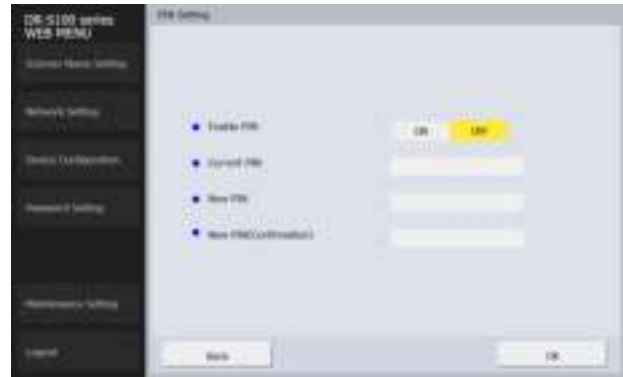 DR-S100 series
WEB MENU
Scanner Name Setting
Network Setting
Device Configuration
Password Setting
Maintenance Setting
Logout
PIN Setting
Enable PIN
ON
OFF
Current PIN
New PIN
New PIN(Confirmation)
Back
OK